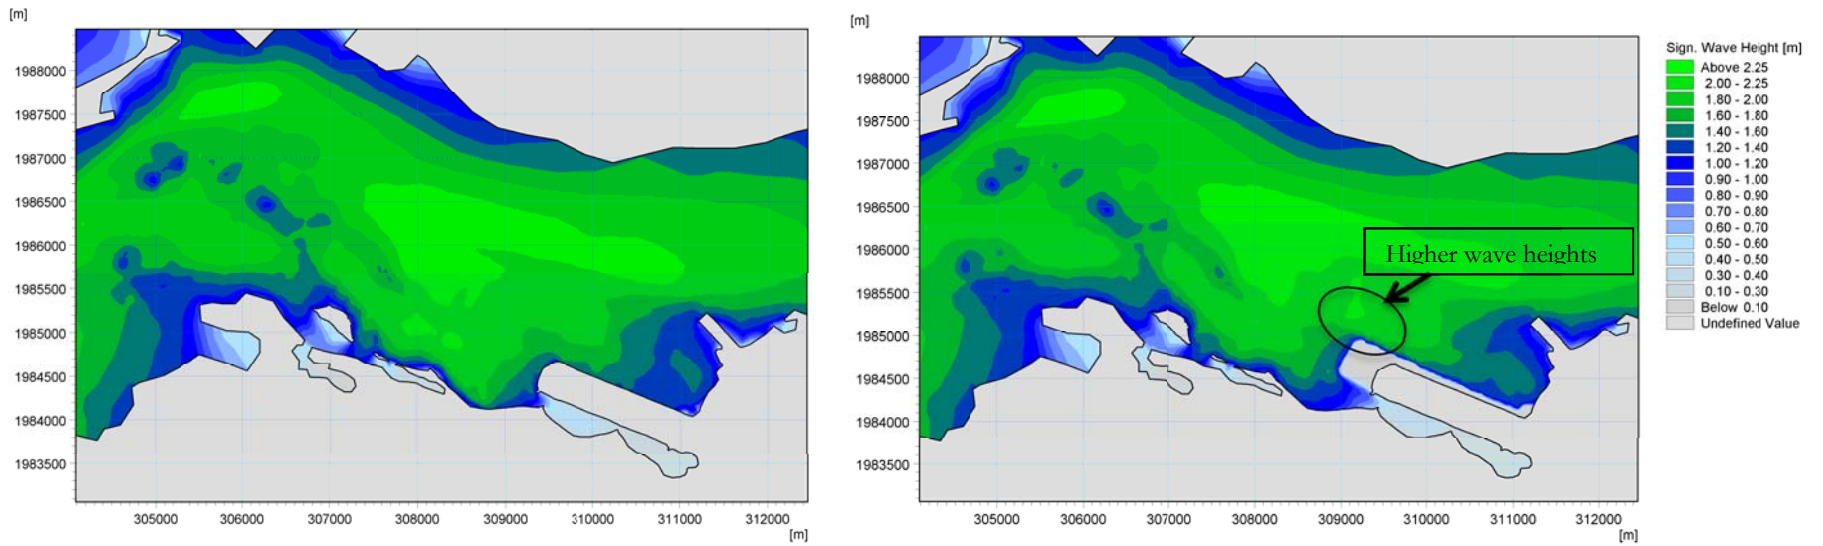 [m]
1988000
1987500
1987000
1986500
1986000
1985500
1985000
1984500
1984000
1983500
305000 306000 307000 308000 309000 310000 311000 312000
[m]
[m]
1988000
1987500
1987000
1986500
1986000
1985500
1985000
1984500
1984000
1983500
305000 306000 307000 308000 309000 310000 311000 312000
[m]
Higher wave heights
Sign. Wave Height [m]
Above 2.25
2.00 - 2.25
1.80 - 2.00
1.60 - 1.80
1.40 - 1.60
1.20 - 1.40
1.00 - 1.20
0.90 - 1.00
0.80 - 0.90
0.70 - 0.80
0.60 - 0.70
0.50 - 0.60
0.40 - 0.50
0.30 - 0.40
0.10 - 0.30
Below 0.10
Undefined Value